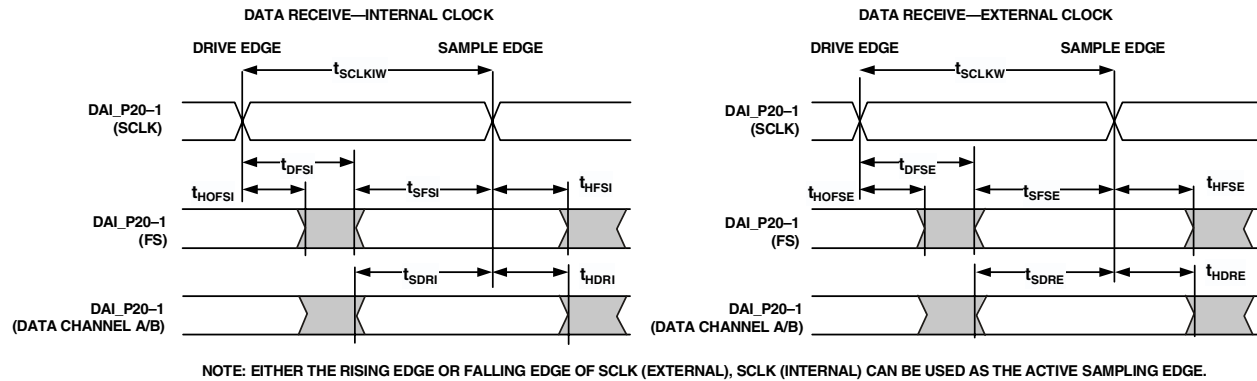 DATA RECEIVE—INTERNAL CLOCK
DRIVE EDGE
SAMPLE EDGE
tSCLKIW
DAI_P20–1
(SCLK)
tDFSI
tHOFSI
tSFSI
tHFSI
DAI_P20–1
(FS)
tSDRI
tHDRI
DAI_P20–1
(DATA CHANNEL A/B)
DATA RECEIVE—EXTERNAL CLOCK
DRIVE EDGE
SAMPLE EDGE
tSCLKW
DAI_P20–1
(SCLK)
tDFSE
tHOFSE
tSFSE
tHFSE
DAI_P20–1
(FS)
tSDRE
tHDRE
DAI_P20–1
(DATA CHANNEL A/B)
NOTE: EITHER THE RISING EDGE OR FALLING EDGE OF SCLK (EXTERNAL), SCLK (INTERNAL) CAN BE USED AS THE ACTIVE SAMPLING EDGE.